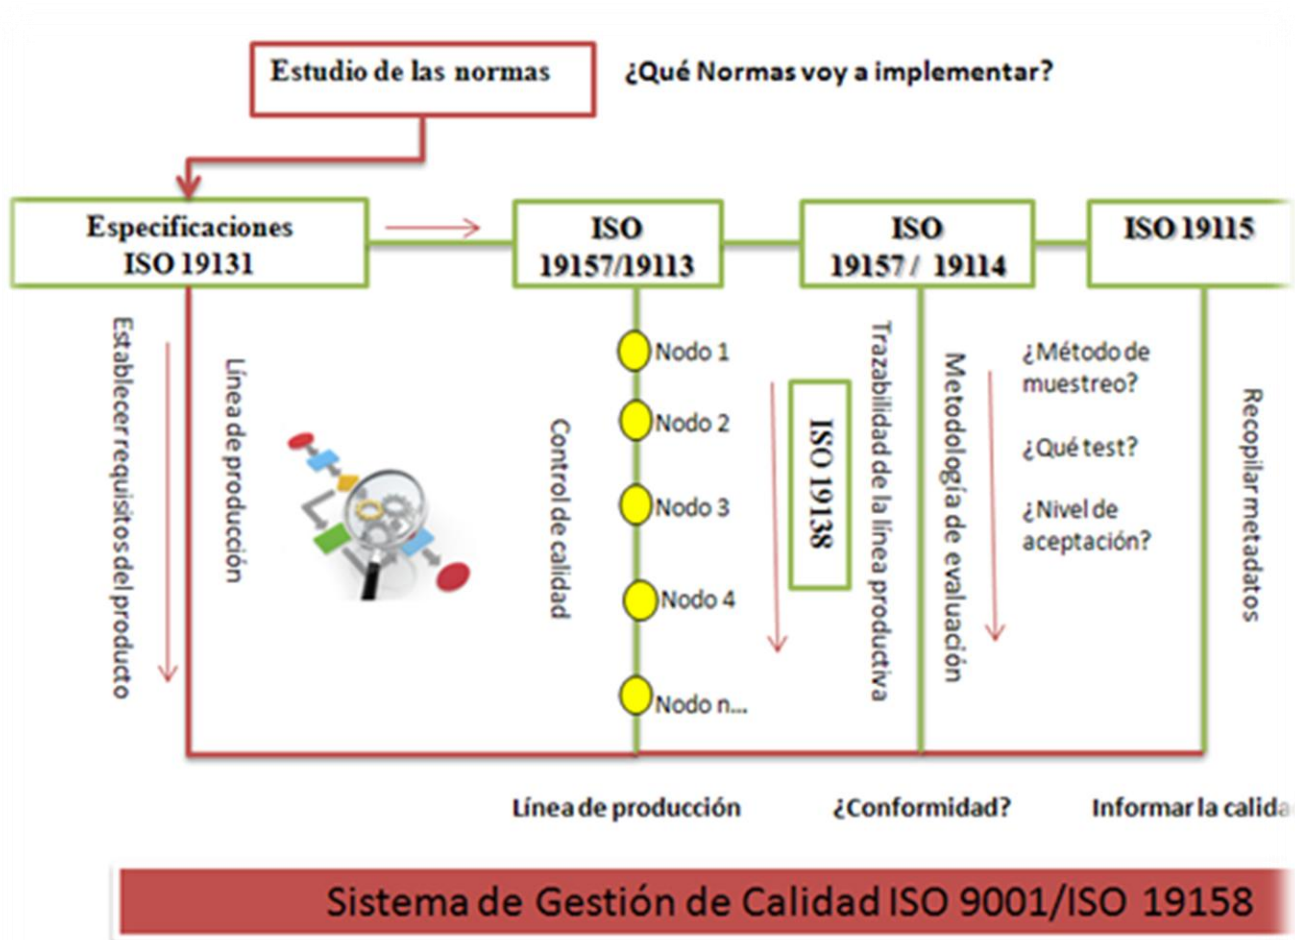 Estudio de las normas
¿Qué Normas voy a implementar?
Especificaciones
ISO 19131
ISO
19157/19113
ISO
19157 / 19114
ISO 19115
Establecer requisitos del producto
Línea de producción
Control de calidad
Nodo 1
Nodo 2
Nodo 3
Nodo 4
Nodo n...
ISO 19138
Trazabilidad de la línea productiva
Metodología de evaluación
¿Método de
muestreo?
¿Qué test?
¿Nivel de
aceptación?
Recopilar metadatos
Línea de producción
¿Conformidad?
Informar la calida
Sistema de Gestión de Calidad ISO 9001/ISO 19158